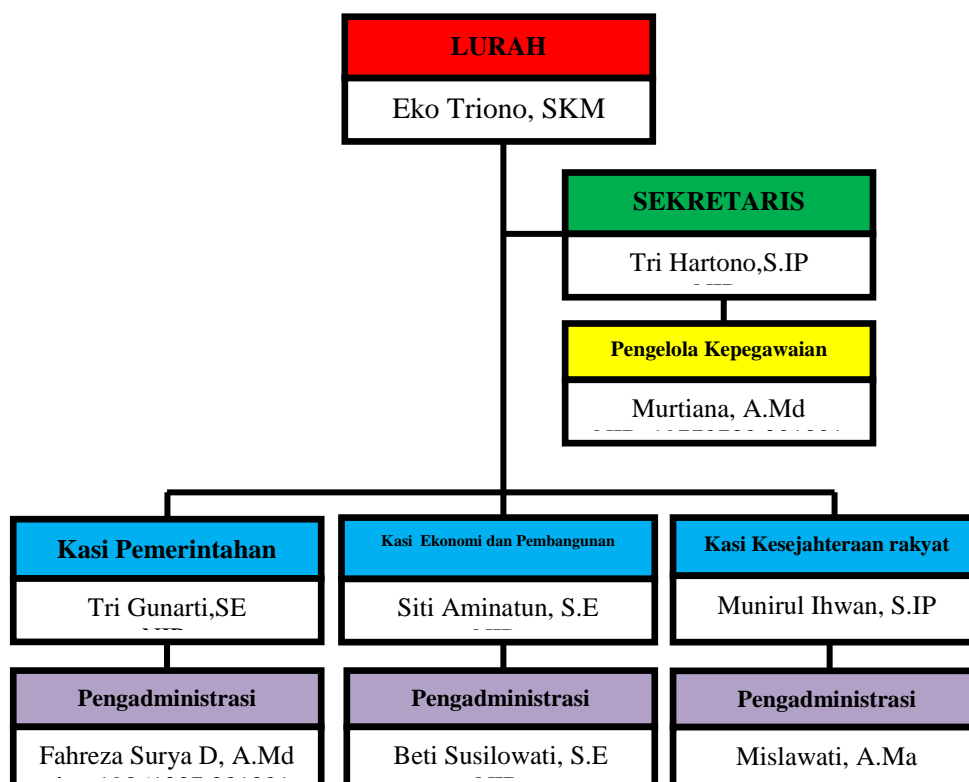 LURAH
Eko Triono, SKM
SEKRETARIS
Tri Hartono,S.IP
Pengelola Kepegawaian
Murtiana, A.Md
Kasi Pemerintahan
Tri Gunarti,SE
Kasi Ekonomi dan Pembangunan
Siti Aminatun, S.E
Kasi Kesejahteraan rakyat
Munirul Ihwan, S.IP
Pengadministrasi
Fahreza Surya D, A.Md
Pengadministrasi
Beti Susilowati, S.E
Pengadministrasi
Mislawati, A.Ma